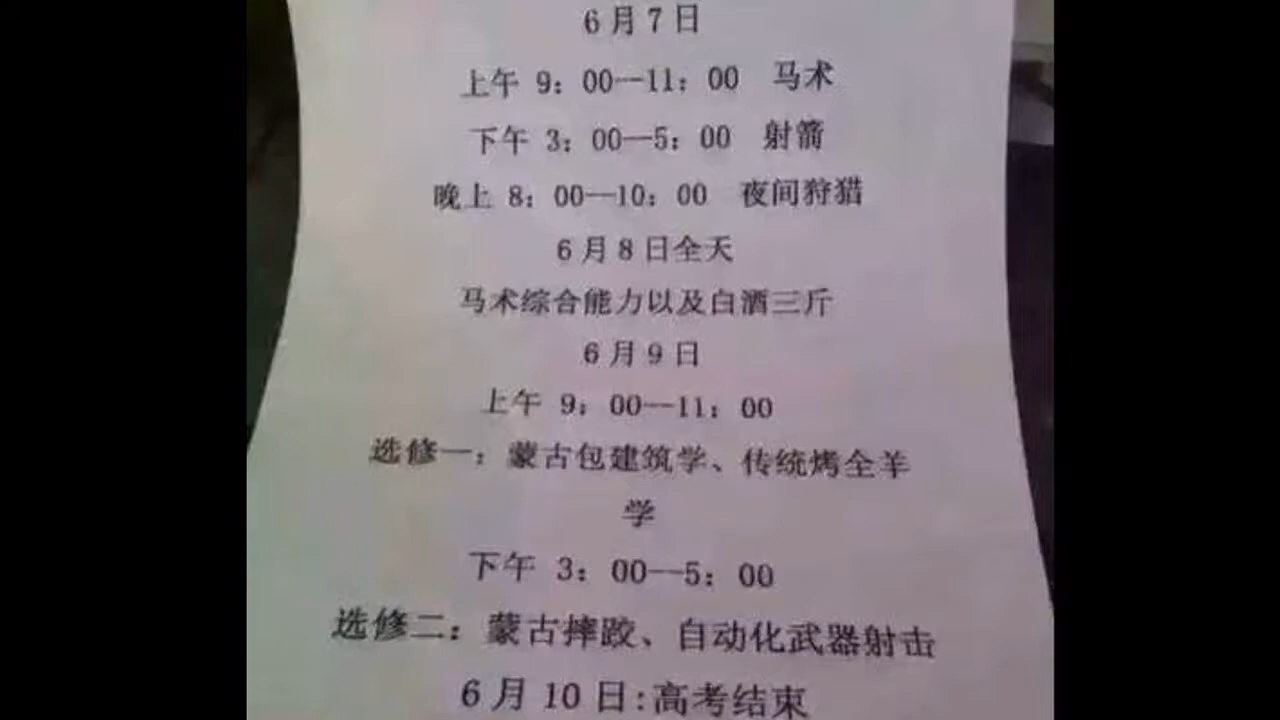 6月7日
上午 9：00—11：00 马术
下午 3：00—5：00 射箭
晚上 8：00—10：00 夜间狩猎
6月8日全天
马术综合能力以及白酒三斤
6月9日
上午 9：00—11：00
选修一：蒙古包建筑学、传统烤全羊
学
下午 3：00—5：00
选修二：蒙古摔跤、自动化武器射击
6月10日:高考结束